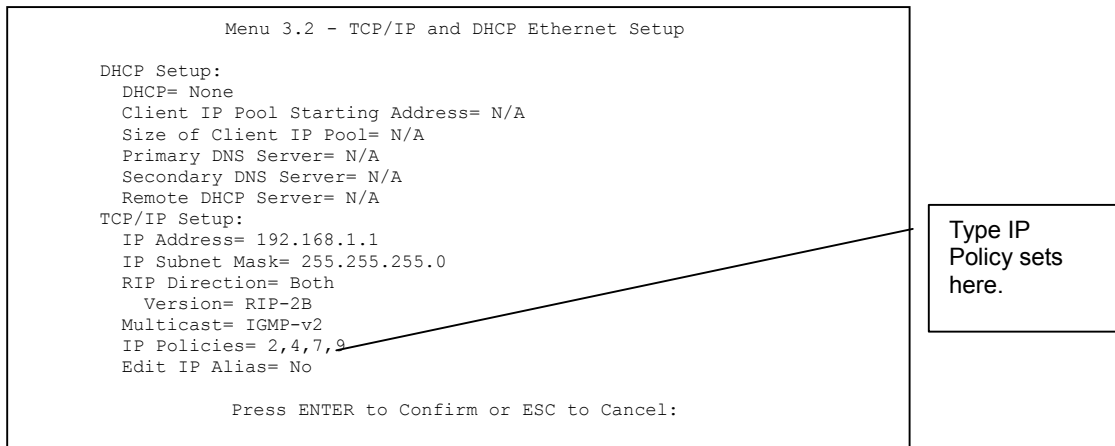 Menu 3.2 - TCP/IP and DHCP Ethernet Setup
DHCP Setup:
DHCP= None
Client IP Pool Starting Address= N/A
Size of Client IP Pool= N/A
Primary DNS Server= N/A
Secondary DNS Server= N/A
Remote DHCP Server= N/A
TCP/IP Setup:
IP Address= 192.168.1.1
IP Subnet Mask= 255.255.255.0
RIP Direction= Both
Version= RIP-2B
Multicast= IGMP-v2
IP Policies= 2,4,7,9
Edit IP Alias= No
Press ENTER to Confirm or ESC to Cancel:
Type IP
Policy sets
here.